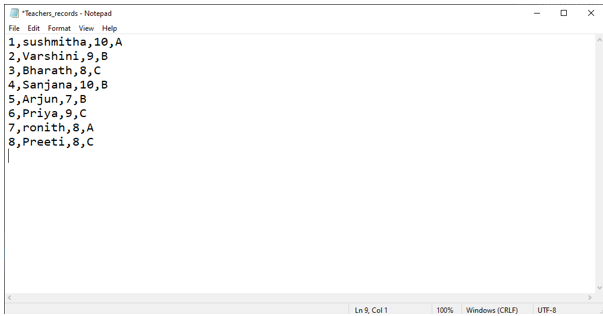 *Teachers_records - Notepad
File Edit Format View Help
1,sushmitha,10,A
2,Varshini,9,B
3,Bharath,8,C
4,Sanjana,10,B
5,Arjun,7,B
6,Priya,9,C
7,ronith,8,A
8,Preeti,8,C
Ln 9, Col 1 100% Windows (CRLF) UTF-8